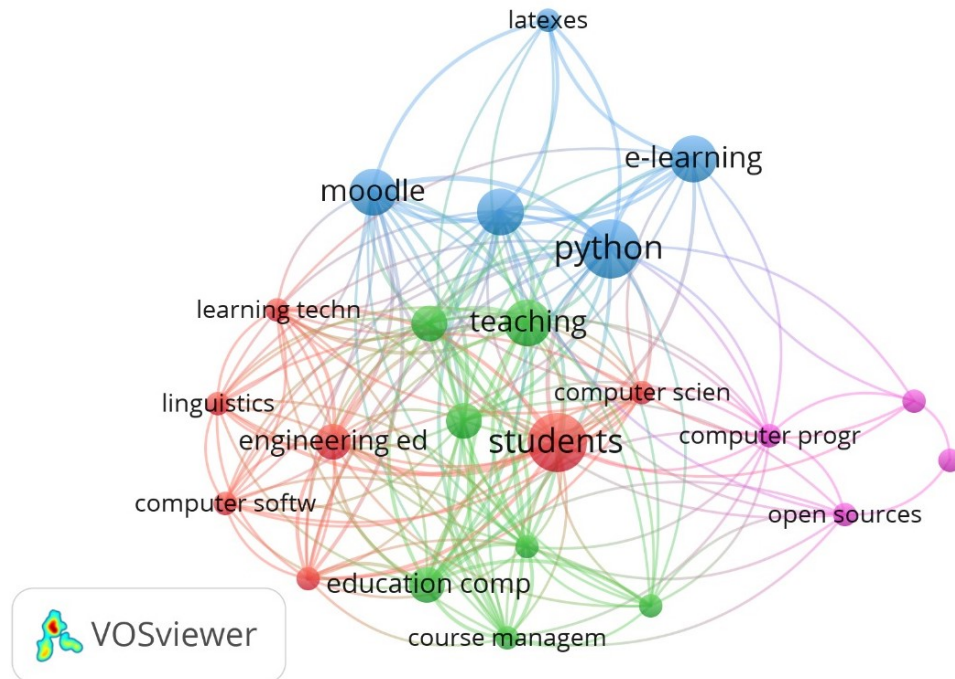 latexes
e-learning
moodle
python
learning techn
teaching
linguistics
computer scien
engineering ed
students
computer progr
computer softw
open sources
education comp
course managem
VOSviewer